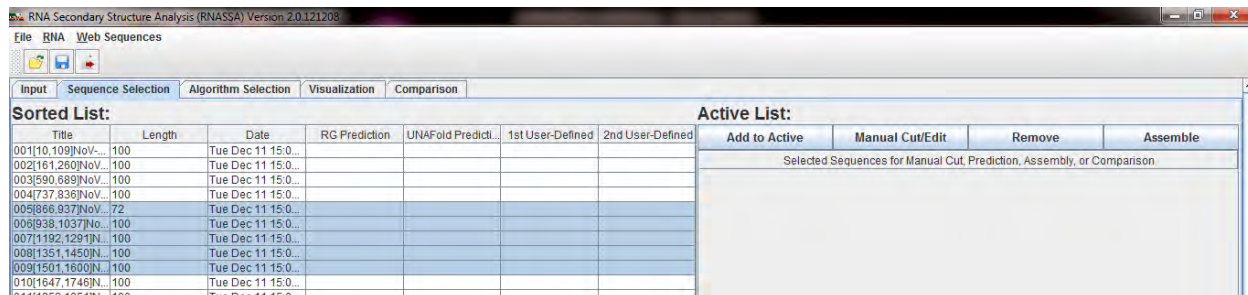 RNA Secondary Structure Analysis (RNASSA) Version 2.0.121208
File RNA Web Sequences
Input Sequence Selection Algorithm Selection Visualization Comparison
Sorted List:
Title Length Date RG Prediction UNAFold Predicti... 1st User-Defined 2nd User-Defined
001[10,109]NoV-... 100 Tue Dec 11 15:0...
002[161,260]NoV... 100 Tue Dec 11 15:0...
003[590,689]NoV... 100 Tue Dec 11 15:0...
004[737,836]NoV... 100 Tue Dec 11 15:0...
005[866,937]NoV... 72 Tue Dec 11 15:0...
006[938,1037]No... 100 Tue Dec 11 15:0...
007[1192,1291]N... 100 Tue Dec 11 15:0...
008[1351,1450]N... 100 Tue Dec 11 15:0...
009[1501,1600]N... 100 Tue Dec 11 15:0...
010[1647,1746]N... 100 Tue Dec 11 15:0...
Active List:
Add to Active Manual Cut/Edit Remove Assemble
Selected Sequences for Manual Cut, Prediction, Assembly, or Comparison